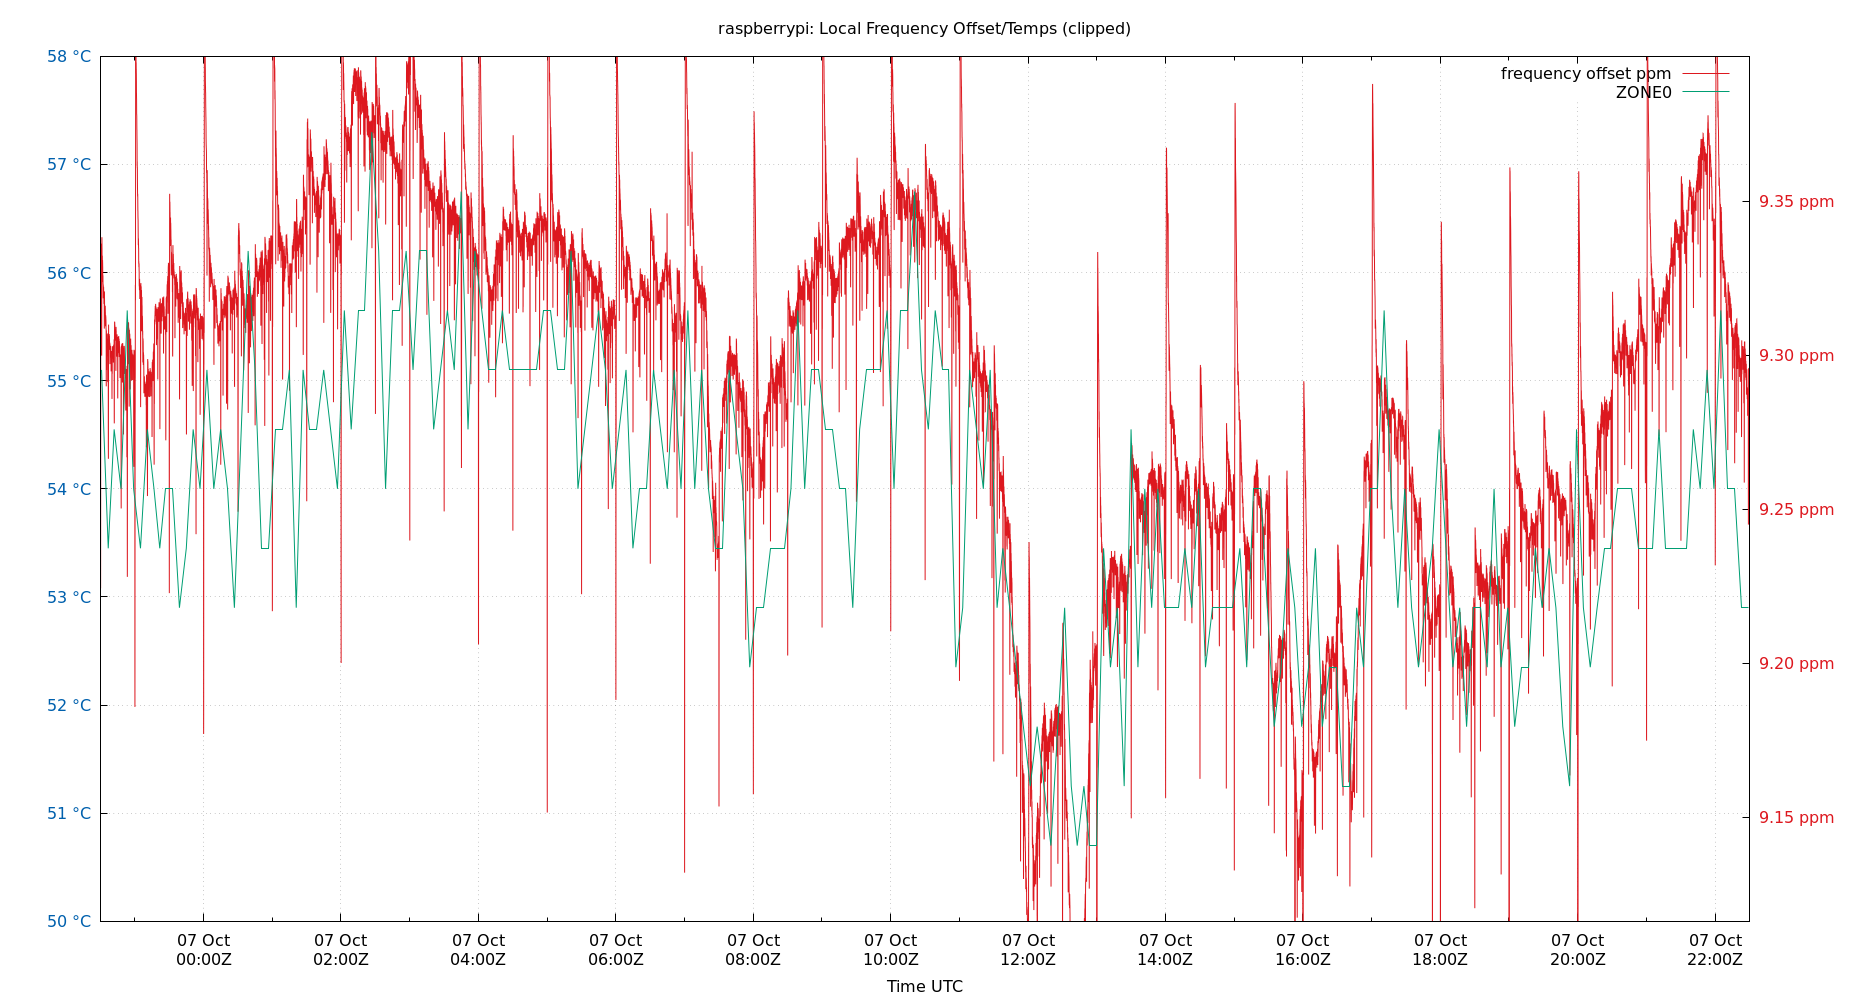 raspberrypi: Local Frequency Offset/Temps (clipped)
58 °C
57 °C
56 °C
55 °C
54 °C
53 °C
52 °C
51 °C
50 °C
frequency offset ppm
ZONE0
9.35 ppm
9.30 ppm
9.25 ppm
9.20 ppm
9.15 ppm
07 Oct 07 Oct 07 Oct 07 Oct 07 Oct 07 Oct 07 Oct 07 Oct 07 Oct 07 Oct 07 Oct 07 Oct
00:00Z 02:00Z 04:00Z 06:00Z 08:00Z 10:00Z 12:00Z 14:00Z 16:00Z 18:00Z 20:00Z 22:00Z
Time UTC